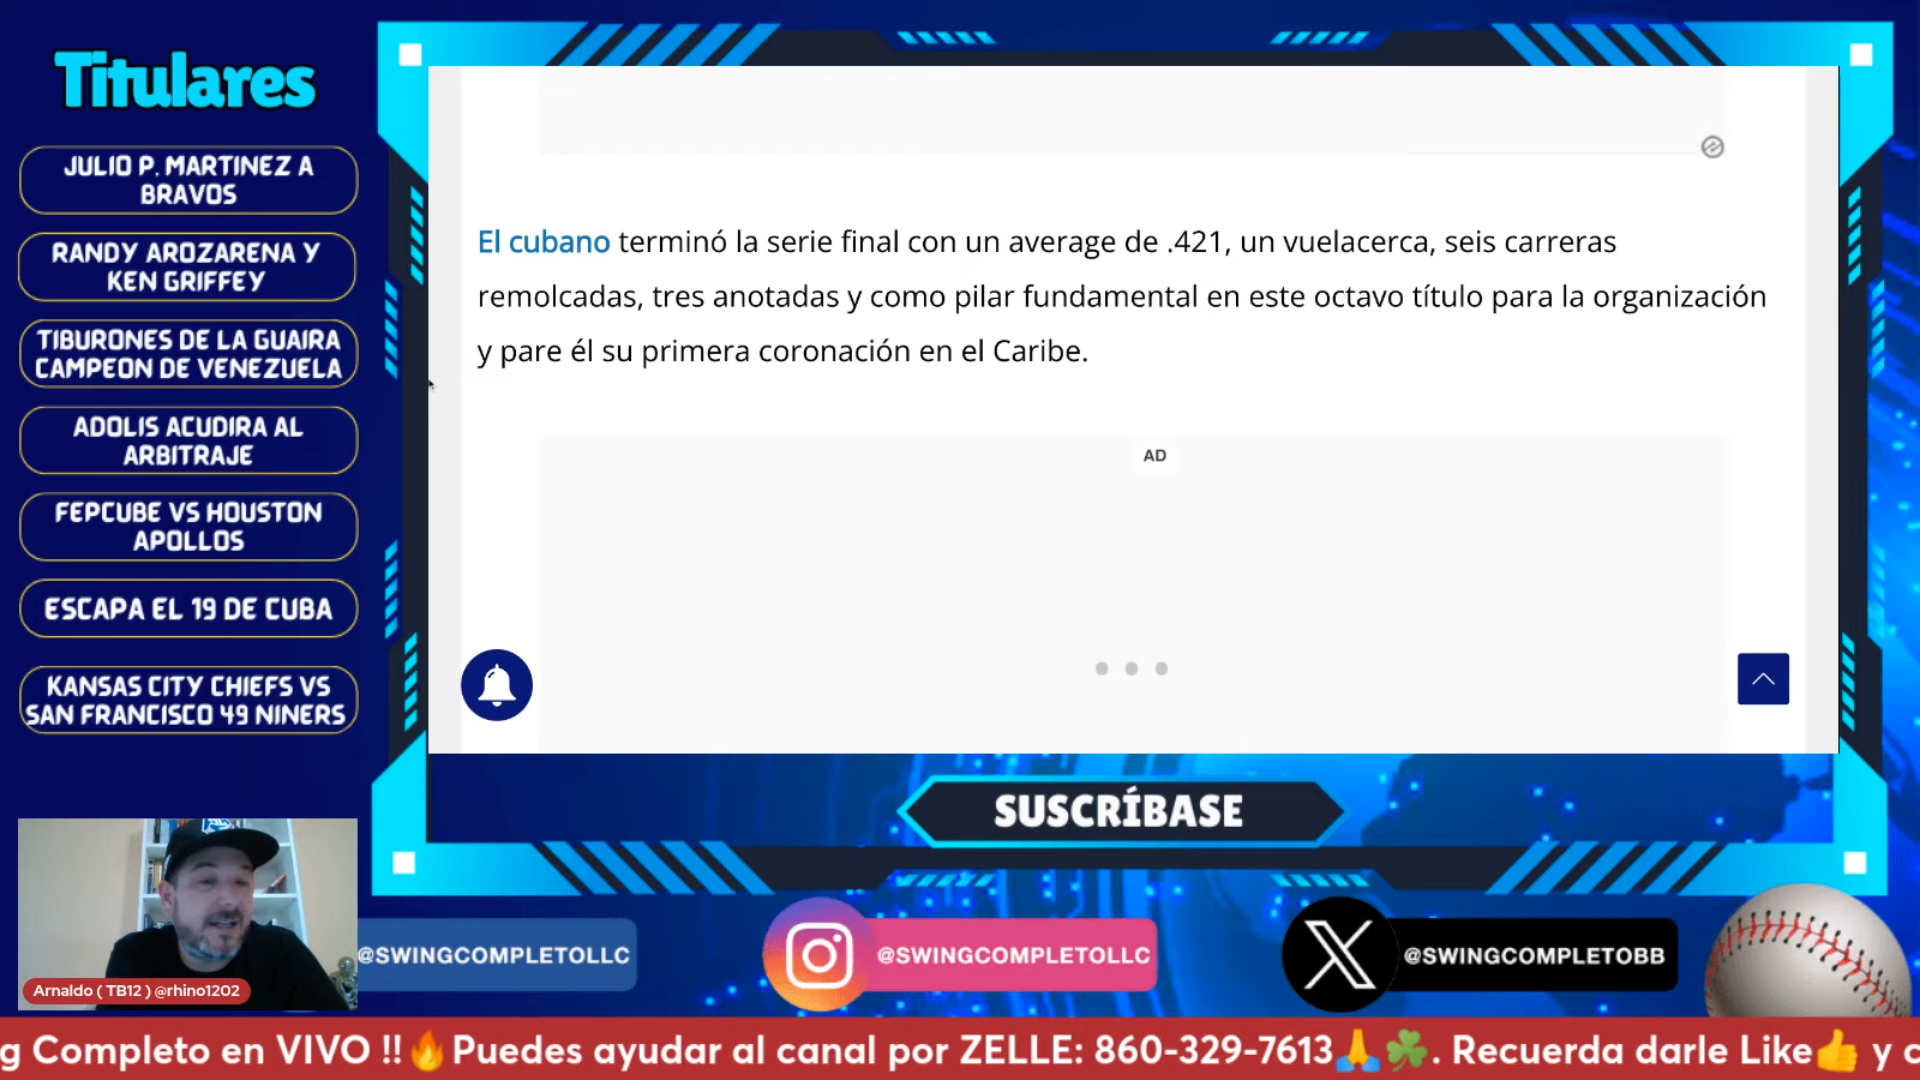 Titulares
JULIO P. MARTINEZ A
BRAVOS
RANDY AROZARENA Y
KEN GRIFFEY
TIBURONES DE LA GUAIRA
CAMPEON DE VENEZUELA
ADOLIS ACUDIRA AL
ARBITRAJE
FEPCUBE VS HOUSTON
APOLLOS
ESCAPA EL 19 DE CUBA
KANSAS CITY CHIEFS VS
SAN FRANCISCO 49 NINERS
El cubano terminó la serie final con un average de .421, un vuelacerca, seis carreras
remolcadas, tres anotadas y como pilar fundamental en este octavo título para la organización
y pare él su primera coronación en el Caribe.
AD
SUSCRÍBASE
Arnaldo ( TB12 ) @rhino1202
@SWINGCOMPLETOLLC
@SWINGCOMPLETOLLC
@SWINGCOMPLETOBB
g Completo en VIVO !!🔥Puedes ayudar al canal por ZELLE: 860-329-7613🙏☘️. Recuerda darle Like👍 y c